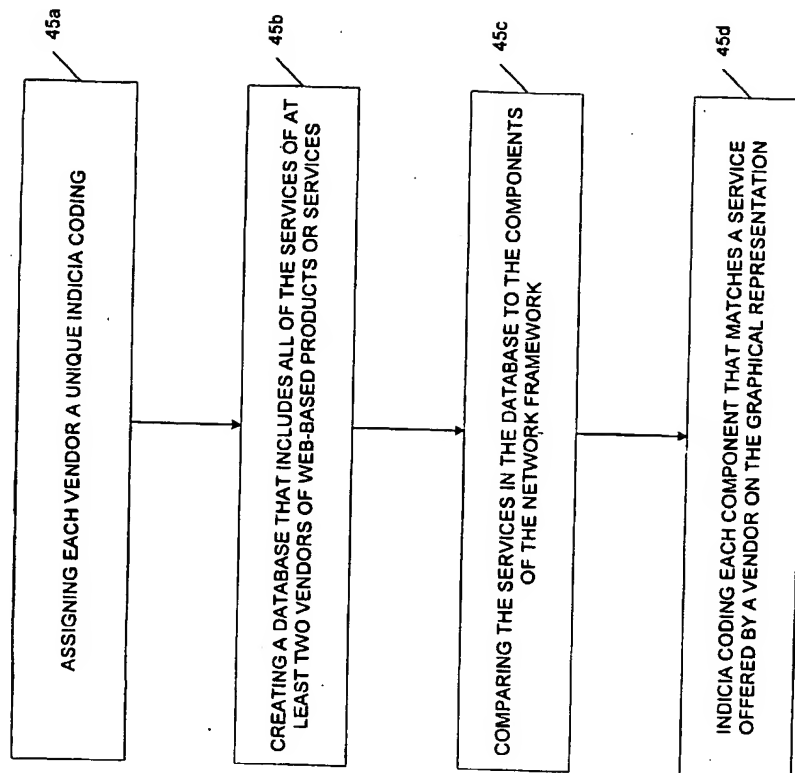 45a
ASSIGNING EACH VENDOR A UNIQUE INDICIA CODING
45b
CREATING A DATABASE THAT INCLUDES ALL OF THE SERVICES OF AT
LEAST TWO VENDORS OF WEB-BASED PRODUCTS OR SERVICES
45c
COMPARING THE SERVICES IN THE DATABASE TO THE COMPONENTS
OF THE NETWORK FRAMEWORK
45d
INDICIA CODING EACH COMPONENT THAT MATCHES A SERVICE
OFFERED BY A VENDOR ON THE GRAPHICAL REPRESENTATION